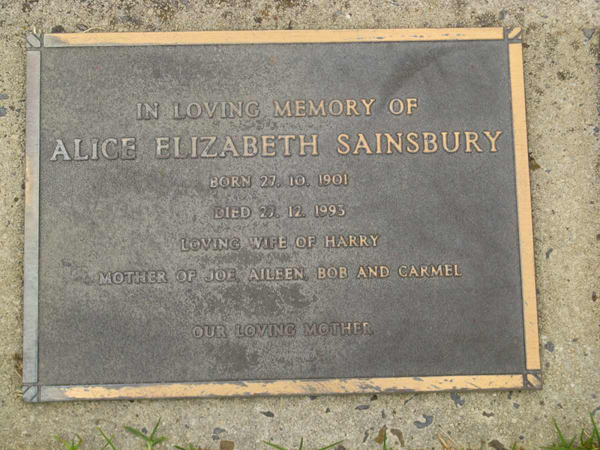 IN LOVING MEMORY OF
ALICE ELIZABETH SAINSBURY
BORN 27. 10. 1901
DIED 27. 12. 1993
LOVING WIFE OF HARRY
MOTHER OF JOE, AILEEN, BOB AND CARMEL
OUR LOVING MOTHER